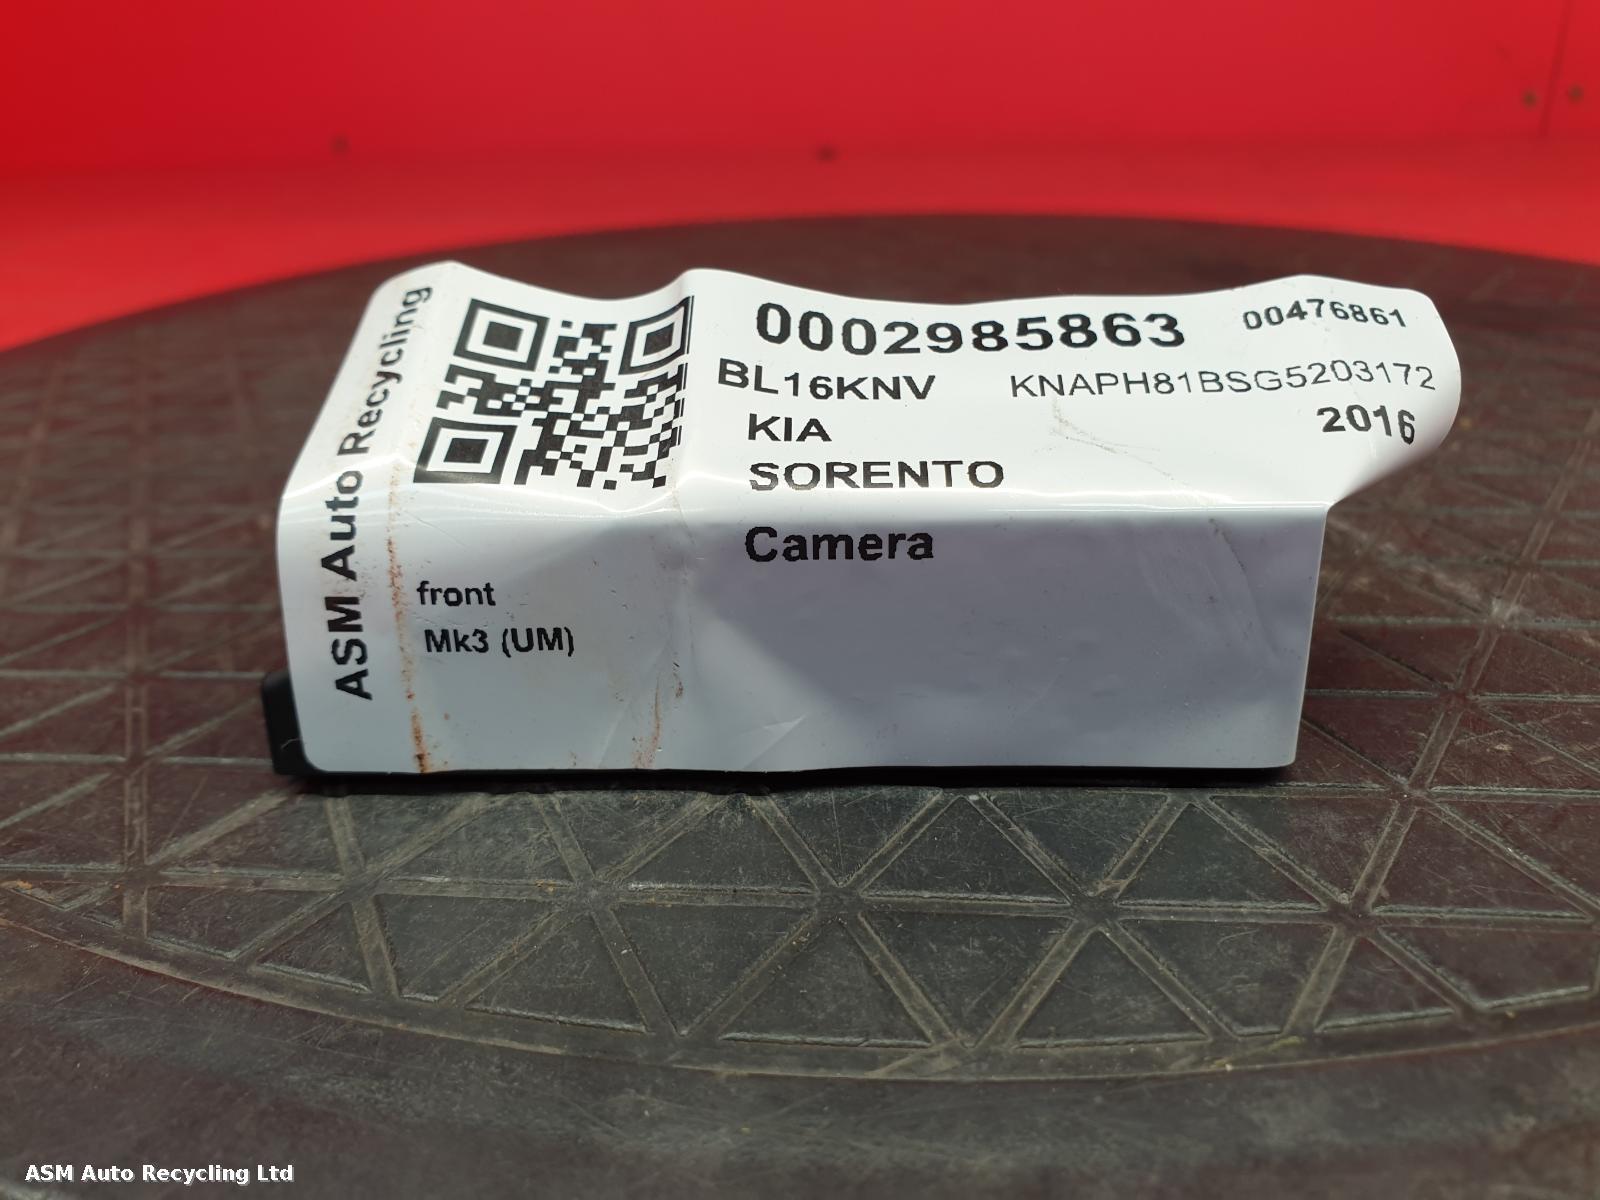 ASM Auto Recycling
0002985863
00476861
BL16KNV
KNAPH81BSG5203172
KIA
2016
SORENTO
Camera
front
Mk3 (UM)
ASM Auto Recycling Ltd